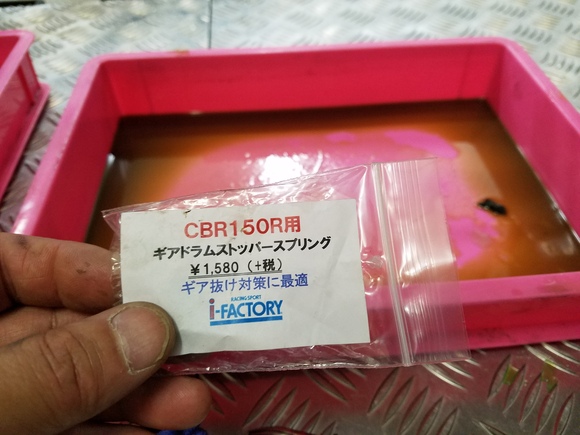 CBR150R用
ギアドラムストッパースプリング
￥1,580（+税）
ギア抜け対策に最適
RACING SPORT
i-FACTORY